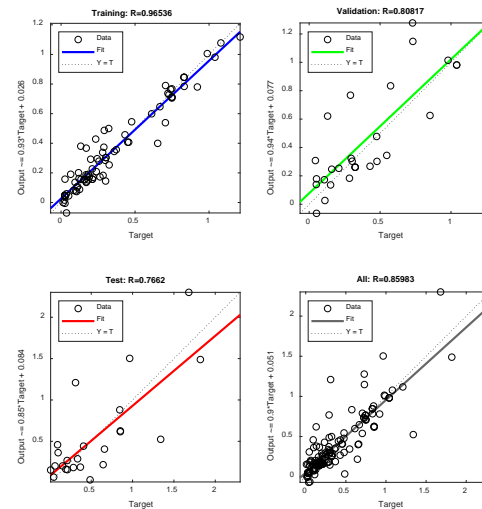 Training: R=0.96536
Output ~= 0.93*Target + 0.026
1.2
1
0.8
0.6
0.4
0.2
0
Data
Fit
Y = T
0
0.5
1
Target
Validation: R=0.80817
Output ~= 0.94*Target + 0.077
1.2
1
0.8
0.6
0.4
0.2
0
Data
Fit
Y = T
0
0.5
1
Target
Test: R=0.7662
Output ~= 0.85*Target + 0.084
2
1.5
1
0.5
Data
Fit
Y = T
0.5
1
1.5
2
Target
All: R=0.85983
Output ~= 0.9*Target + 0.051
2
1.5
1
0.5
0
Data
Fit
Y = T
0
0.5
1
1.5
2
Target